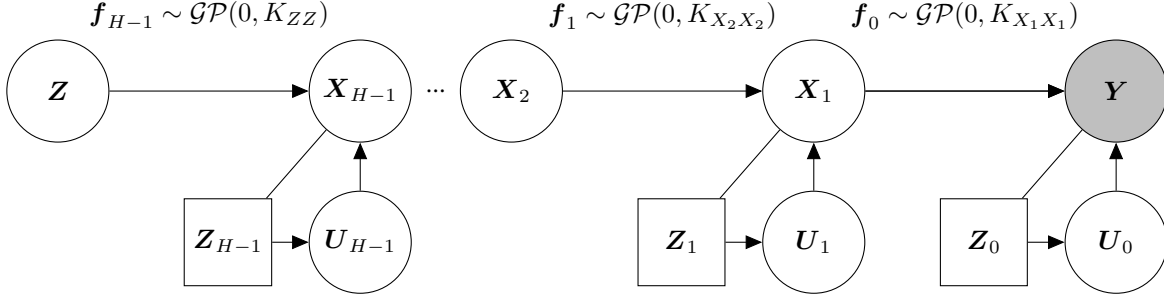 f_{H−1} ∼ GP(0, K_{ZZ}) f_1 ∼ GP(0, K_{X_2X_2}) f_0 ∼ GP(0, K_{X_1X_1})
Z X_{H−1} ... X_2 X_1 Y
Z_{H−1} U_{H−1} Z_1 U_1 Z_0 U_0